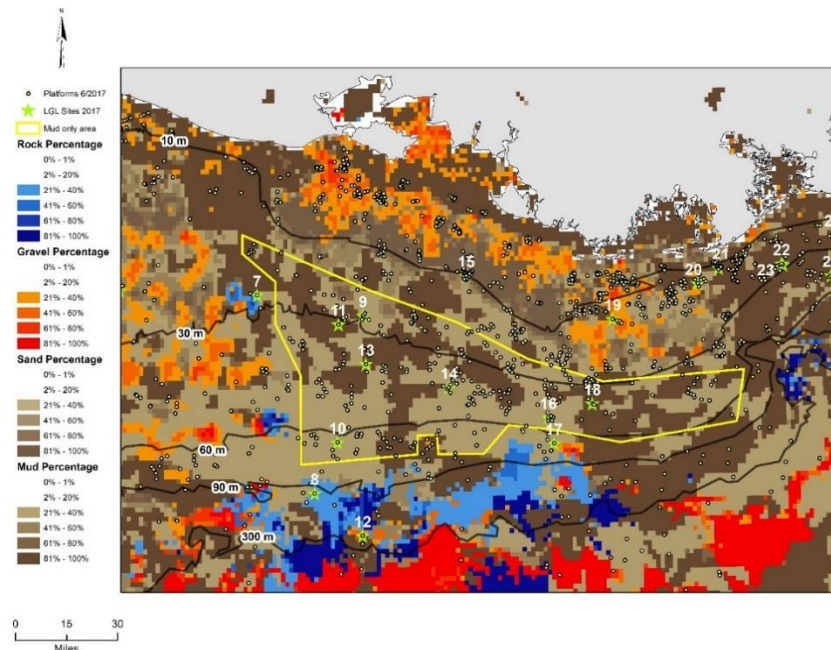 N
Platforms 6/2017
LGL Sites 2017
Mud only area
Rock Percentage
0% - 1%
2% - 20%
21% - 40%
41% - 60%
61% - 80%
81% - 100%
Gravel Percentage
0% - 1%
2% - 20%
21% - 40%
41% - 60%
61% - 80%
81% - 100%
Sand Percentage
0% - 1%
2% - 20%
21% - 40%
41% - 60%
61% - 80%
81% - 100%
Mud Percentage
0% - 1%
2% - 20%
21% - 40%
41% - 60%
61% - 80%
81% - 100%
0 15 30
Miles
10 m
30 m
60 m
90 m
300 m
7
8
9
10
11
12
13
14
15
16
17
18
19
20
21
22
23